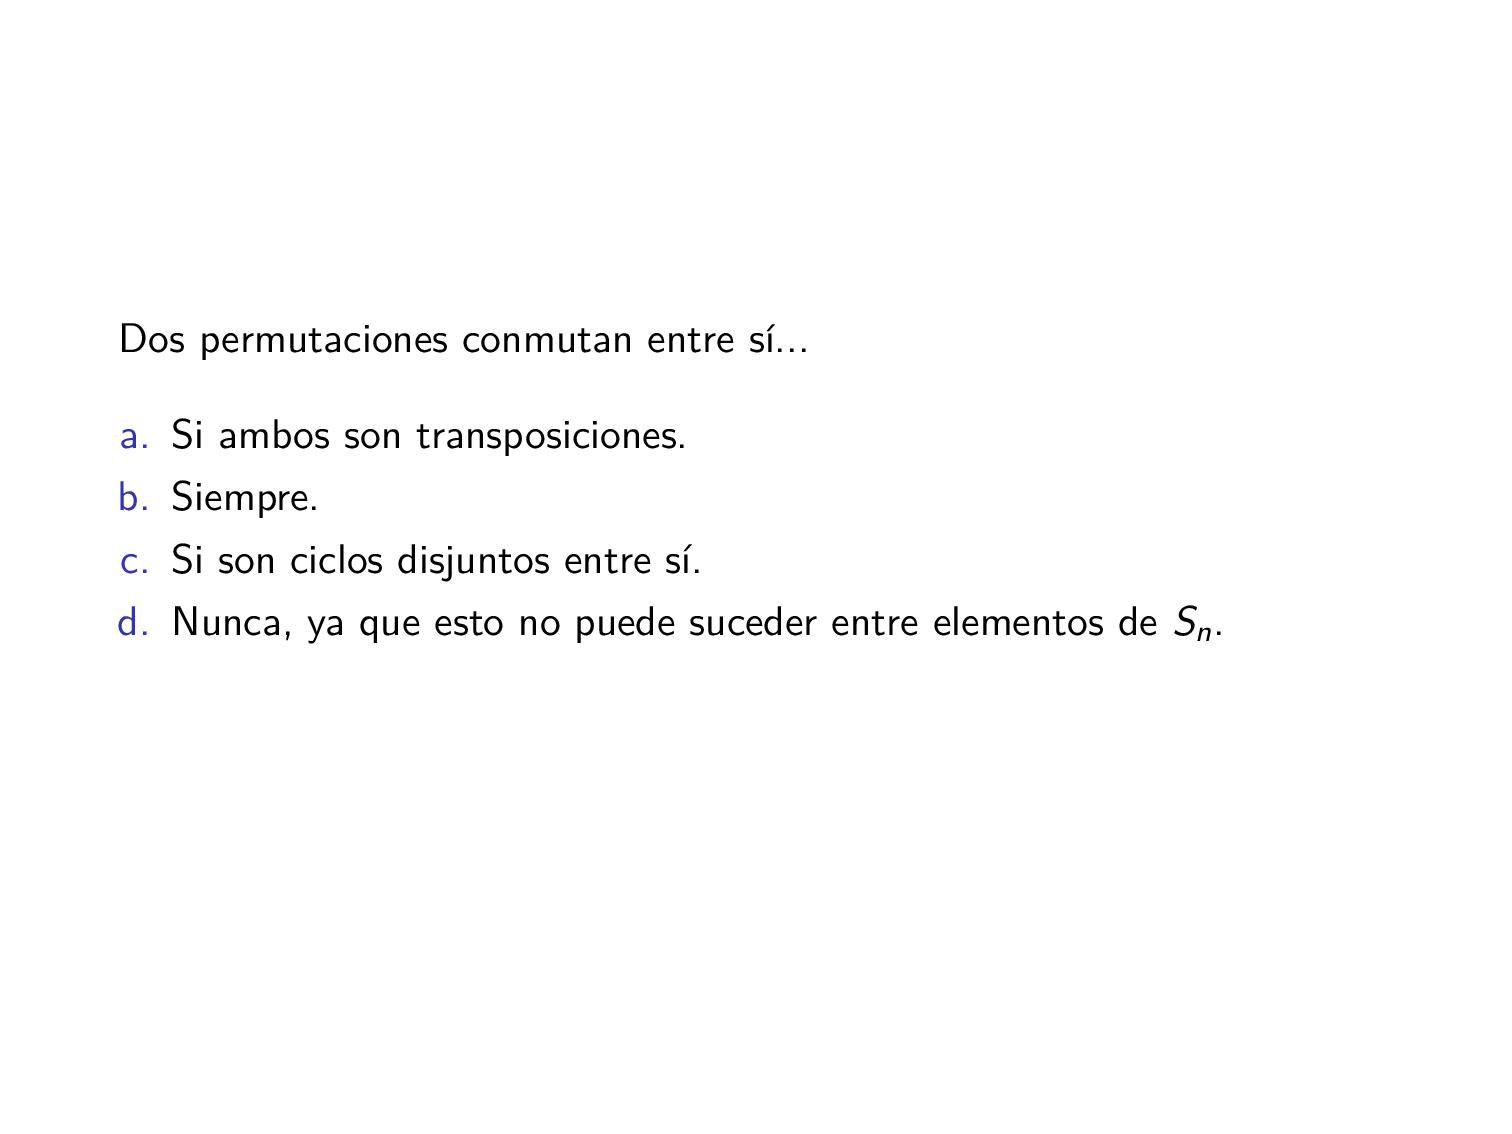 Dos permutaciones conmutan entre sí...
a. Si ambos son transposiciones.
b. Siempre.
c. Si son ciclos disjuntos entre sí.
d. Nunca, ya que esto no puede suceder entre elementos de Sₙ.